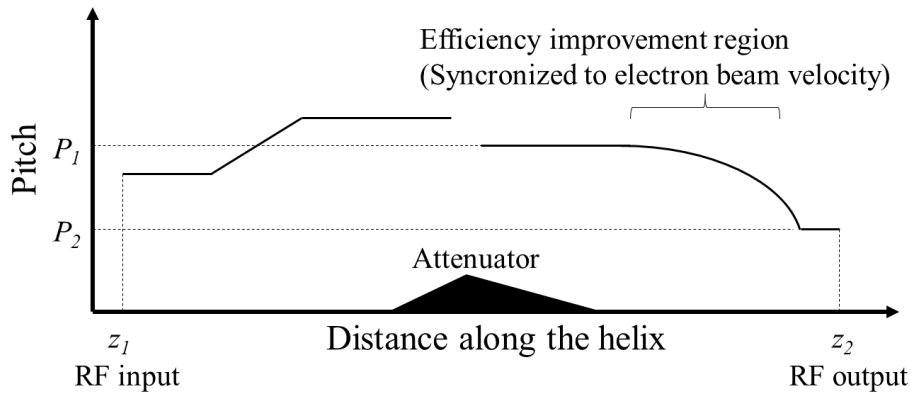 Efficiency improvement region
(Syncronized to electron beam velocity)
Pitch
P1
P2
Attenuator
z1
Distance along the helix
z2
RF input
RF output